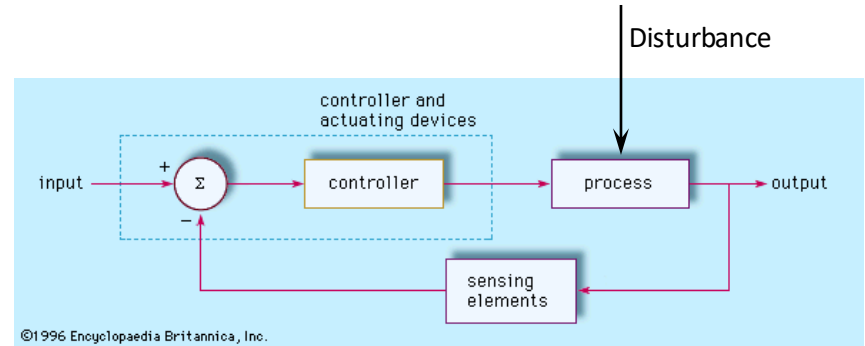 Disturbance
controller and
actuating devices
+
input
Σ
controller
process
output
−
sensing
elements
©1996 Encyclopaedia Britannica, Inc.